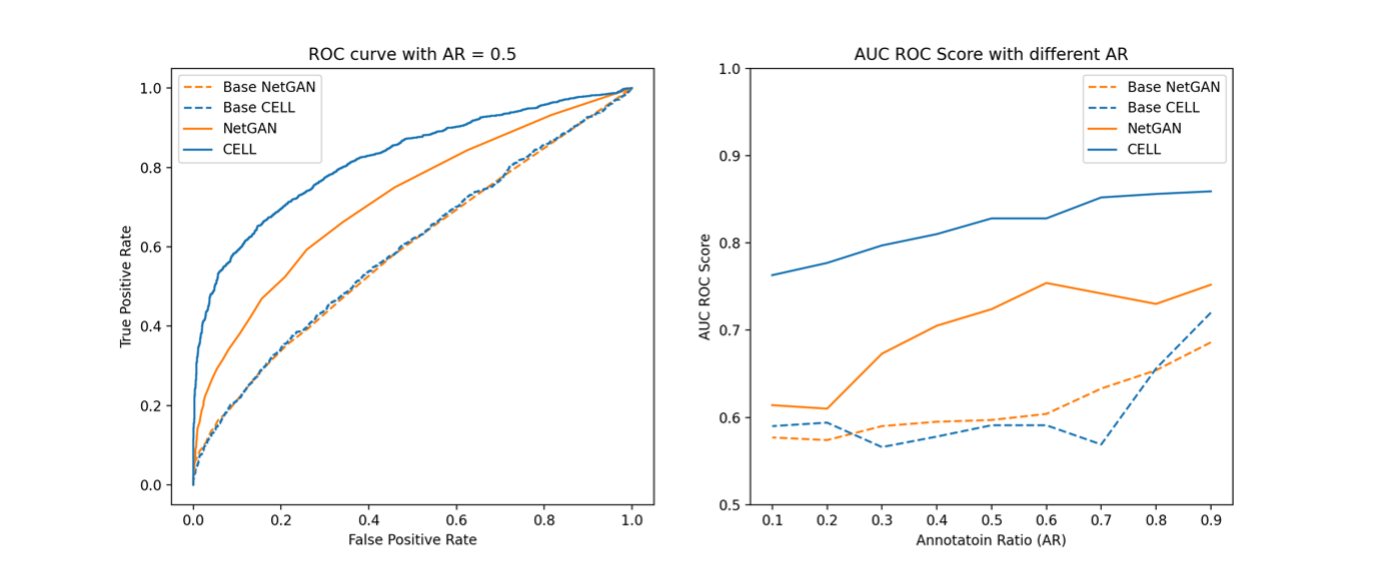 ROC curve with AR = 0.5
Base NetGAN
Base CELL
NetGAN
CELL
1.0
0.8
0.6
0.4
0.2
0.0
True Positive Rate
0.0 0.2 0.4 0.6 0.8 1.0
False Positive Rate
AUC ROC Score with different AR
Base NetGAN
Base CELL
NetGAN
CELL
1.0
0.9
0.8
0.7
0.6
0.5
AUC ROC Score
0.1 0.2 0.3 0.4 0.5 0.6 0.7 0.8 0.9
Annotatoin Ratio (AR)